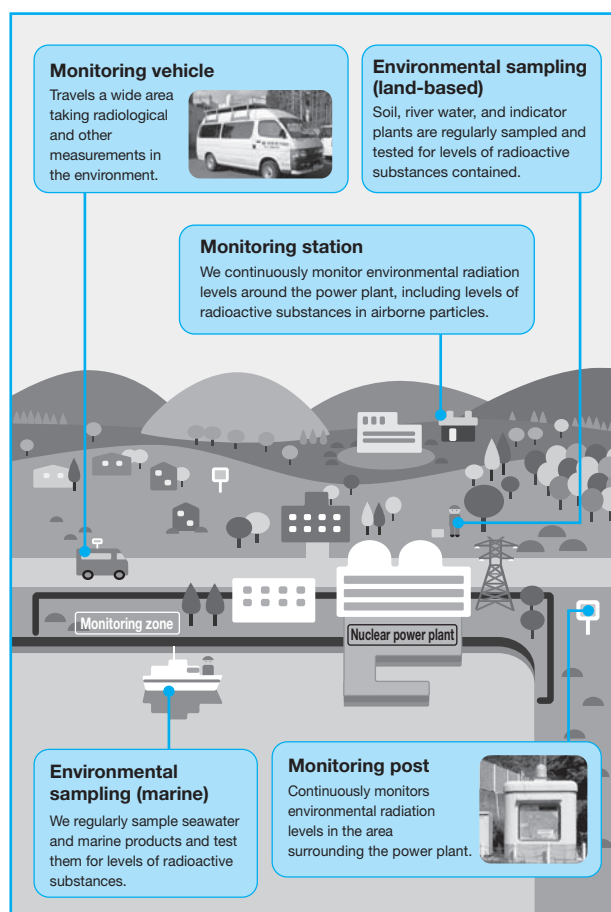 Monitoring vehicle
Travels a wide area
taking radiological
and other
measurements in
the environment.
Environmental sampling
(land-based)
Soil, river water, and indicator
plants are regularly sampled and
tested for levels of radioactive
substances contained.
Monitoring station
We continuously monitor environmental radiation
levels around the power plant, including levels of
radioactive substances in airborne particles.
Monitoring zone
Nuclear power plant
Environmental
sampling (marine)
We regularly sample seawater
and marine products and test
them for levels of radioactive
substances.
Monitoring post
Continuously monitors
environmental radiation
levels in the area
surrounding the power plant.